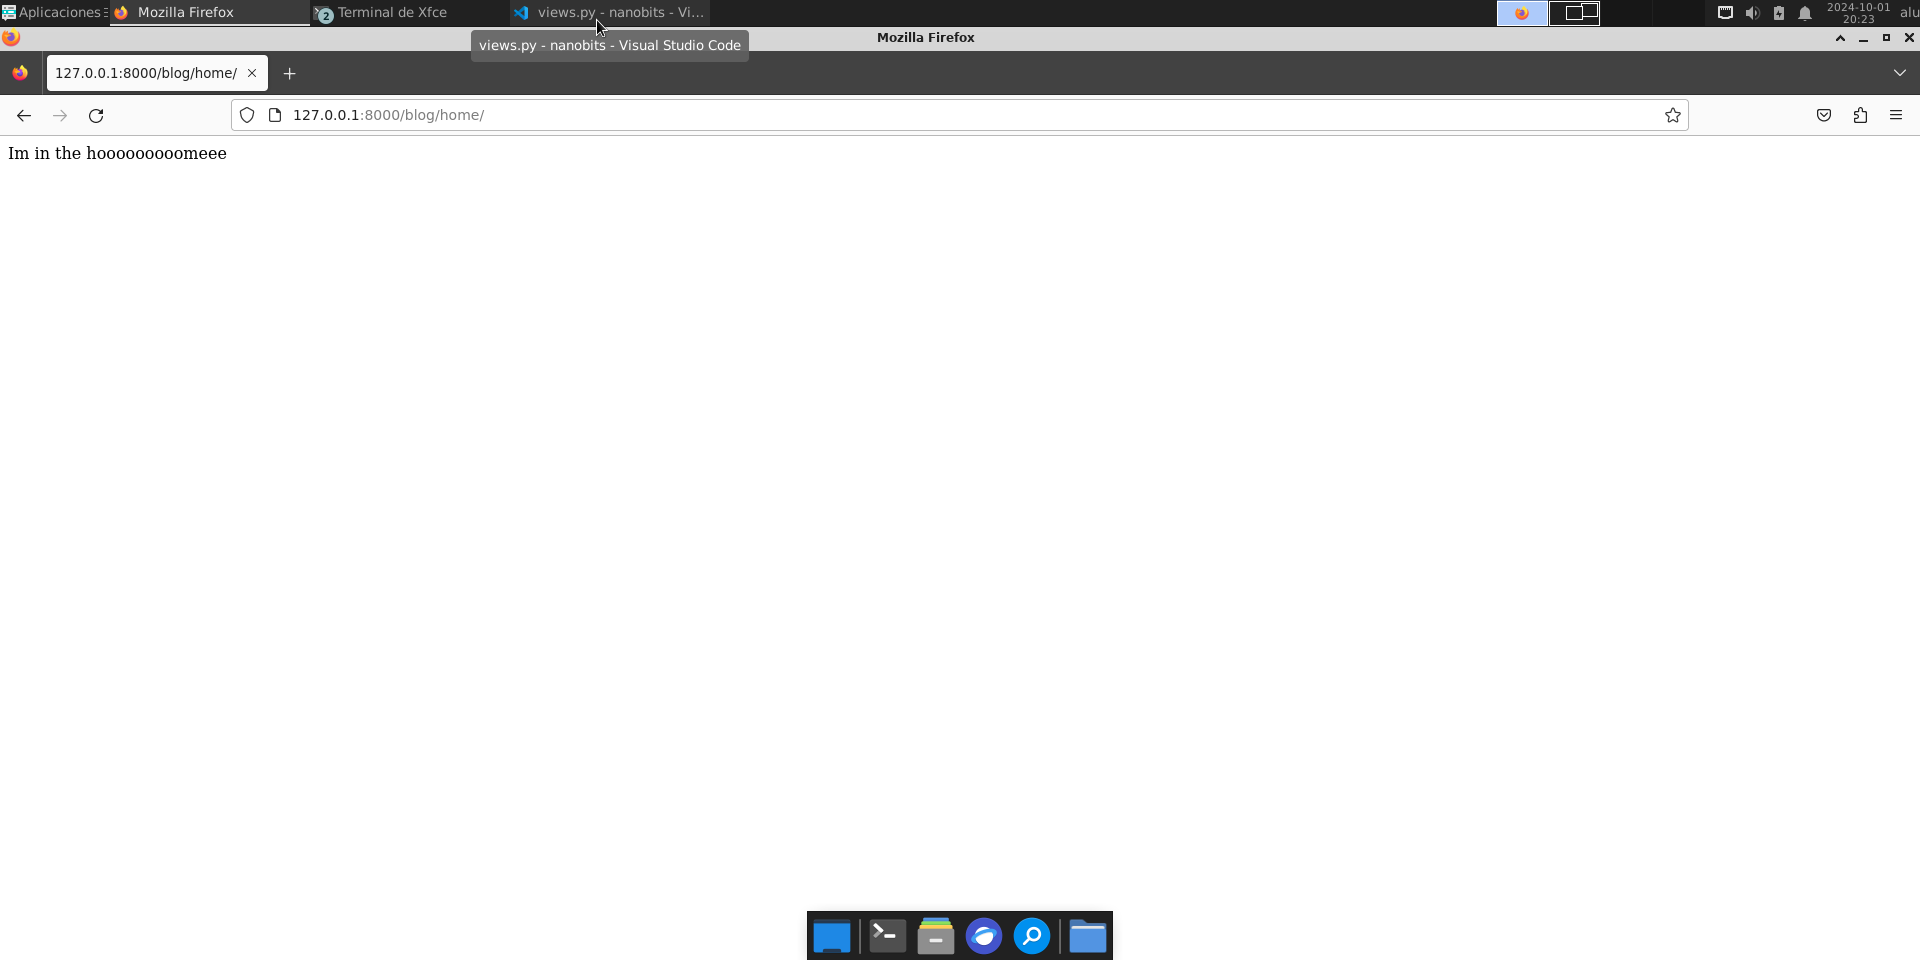 Aplicaciones Mozilla Firefox 2 Terminal de Xfce views.py - nanobits - Vi... 2024-10-01 alu
20:23
Mozilla Firefox
views.py - nanobits - Visual Studio Code
127.0.0.1:8000/blog/home/
127.0.0.1:8000/blog/home/
Im in the hooooooooomeee